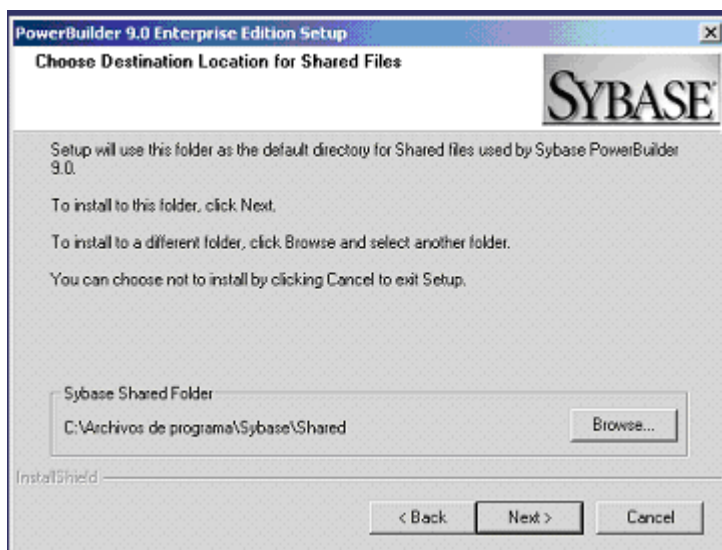 PowerBuilder 9.0 Enterprise Edition Setup
Choose Destination Location for Shared Files
SYBASE
Setup will use this folder as the default directory for Shared files used by Sybase PowerBuilder
9.0.
To install to this folder, click Next.
To install to a different folder, click Browse and select another folder.
You can choose not to install by clicking Cancel to exit Setup.
Sybase Shared Folder
C:\Archivos de programa\Sybase\Shared
Browse...
InstallShield
< Back
Next >
Cancel